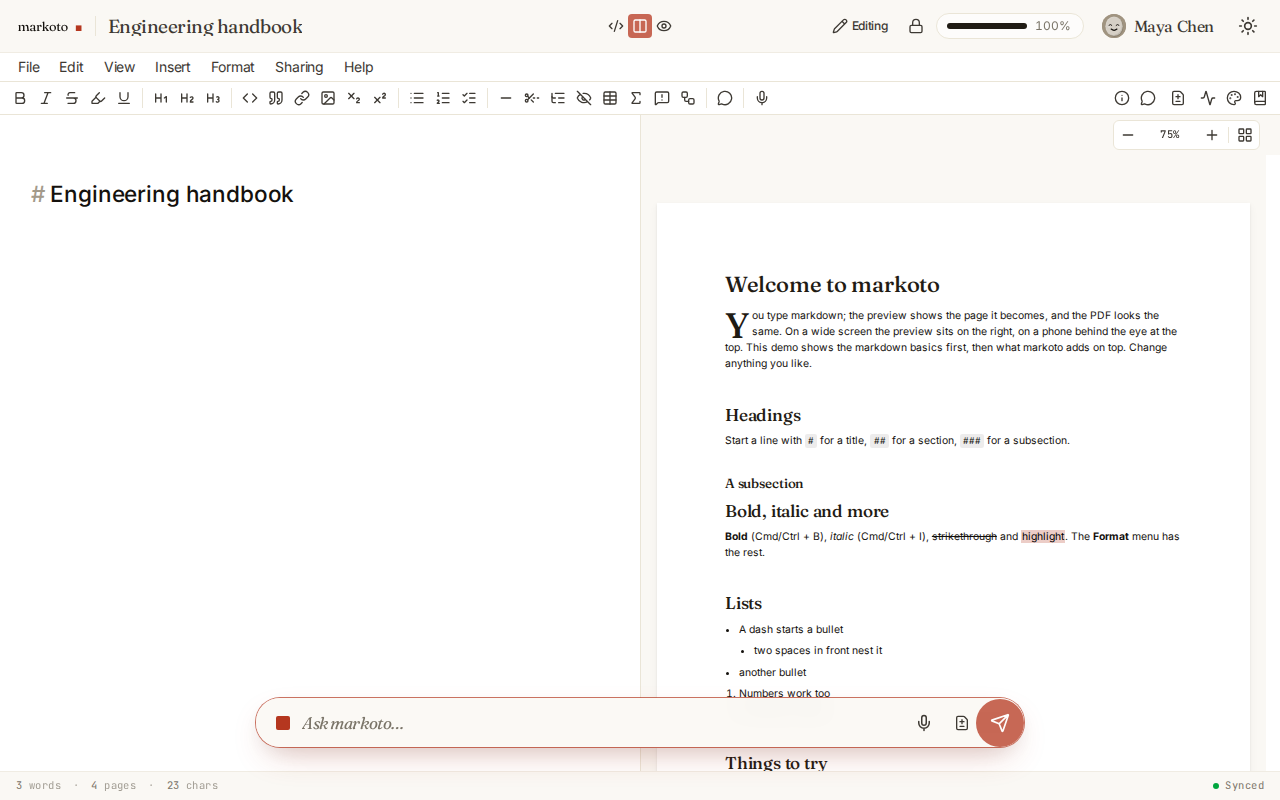 markoto
Engineering handbook
Editing
100%
Maya Chen
File Edit View Insert Format Sharing Help
B I S U H1 H2 H3 X2 X2
75%
# Engineering handbook
Welcome to markoto
You type markdown; the preview shows the page it becomes, and the PDF looks the
same. On a wide screen the preview sits on the right, on a phone behind the eye at the
top. This demo shows the markdown basics first, then what markoto adds on top. Change
anything you like.
Headings
Start a line with # for a title, ## for a section, ### for a subsection.
A subsection
Bold, italic and more
Bold (Cmd/Ctrl + B), italic (Cmd/Ctrl + I), strikethrough and highlight. The Format menu has
the rest.
Lists
• A dash starts a bullet
• two spaces in front nest it
• another bullet
1. Numbers work too
Ask markoto...
Things to try
3 words · 4 pages · 23 chars
Synced